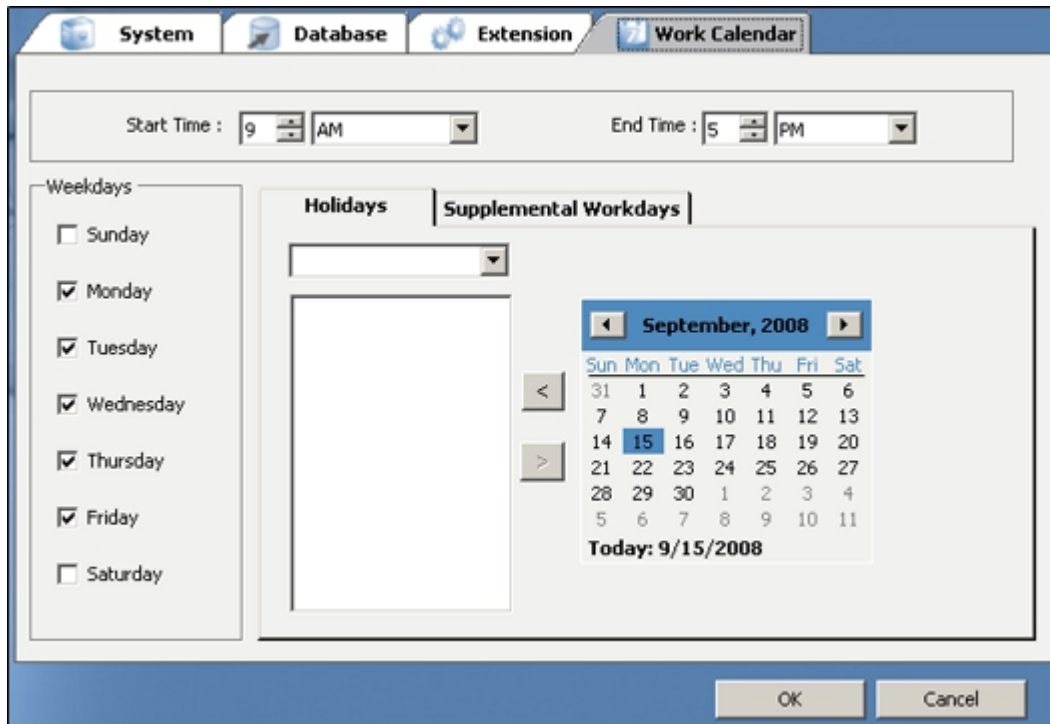 System Database Extension Work Calendar
Start Time : 9 AM End Time : 5 PM
Weekdays
Sunday
Monday
Tuesday
Wednesday
Thursday
Friday
Saturday
Holidays Supplemental Workdays
<
>
September, 2008
Sun Mon Tue Wed Thu Fri Sat
31 1 2 3 4 5 6
7 8 9 10 11 12 13
14 15 16 17 18 19 20
21 22 23 24 25 26 27
28 29 30 1 2 3 4
5 6 7 8 9 10 11
Today: 9/15/2008
OK Cancel